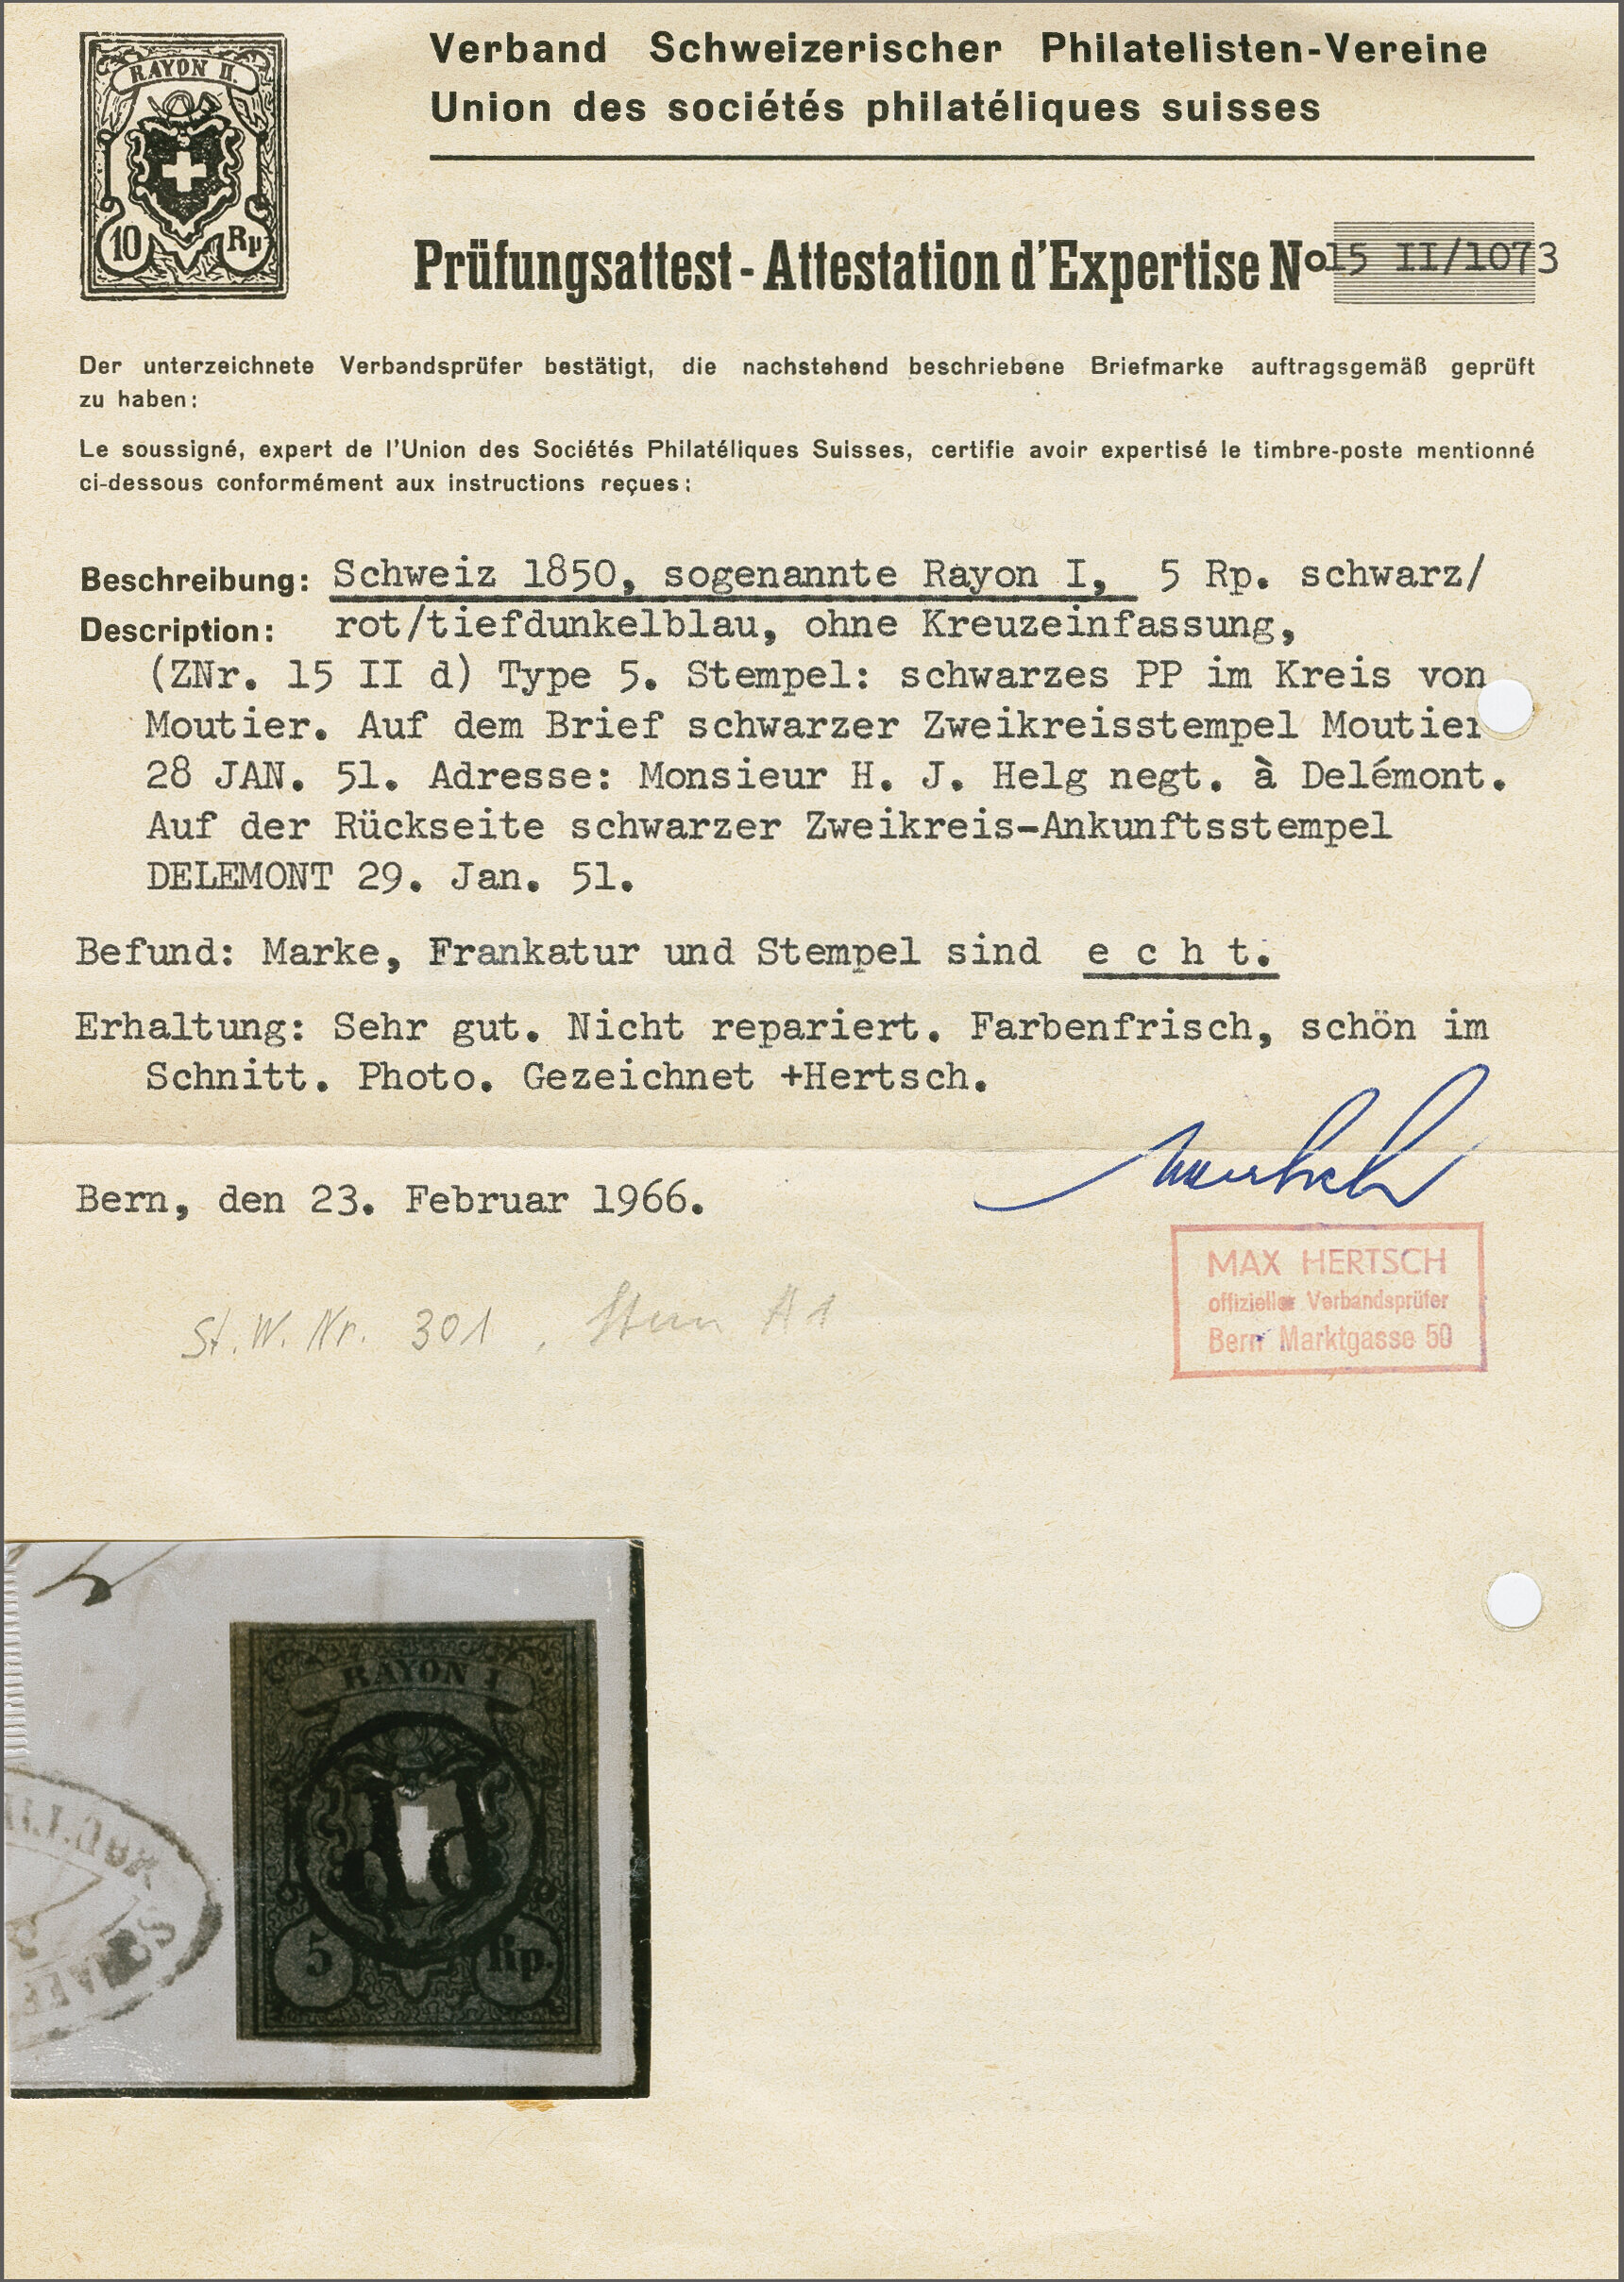 RAYON II.
10 Rp
Verband Schweizerischer Philatelisten-Vereine
Union des sociétés philatéliques suisses
Prüfungsattest - Attestation d'Expertise No 15 II/1073
Der unterzeichnete Verbandsprüfer bestätigt, die nachstehend beschriebene Briefmarke auftragsgemäß geprüft
zu haben:
Le soussigné, expert de l'Union des Sociétés Philatéliques Suisses, certifie avoir expertisé le timbre-poste mentionné
ci-dessous conformément aux instructions reçues:
Beschreibung: Schweiz 1850, sogenannte Rayon I, 5 Rp. schwarz/
Description: rot/tiefdunkelblau, ohne Kreuzeinfassung,
(ZNr. 15 II d) Type 5. Stempel: schwarzes PP im Kreis von
Moutier. Auf dem Brief schwarzer Zweikreisstempel Moutier
28 JAN. 51. Adresse: Monsieur H. J. Helg negt. à Delémont.
Auf der Rückseite schwarzer Zweikreis-Ankunftsstempel
DELEMONT 29. Jan. 51.
Befund: Marke, Frankatur und Stempel sind e c h t.
Erhaltung: Sehr gut. Nicht repariert. Farbenfrisch, schön im
Schnitt. Photo. Gezeichnet +Hertsch.
Bern, den 23. Februar 1966.
MAX HERTSCH
offizieller Verbandsprüfer
Bern Marktgasse 50
St. W. Nr. 301, Stein A1
RAYON I
5 Rp.